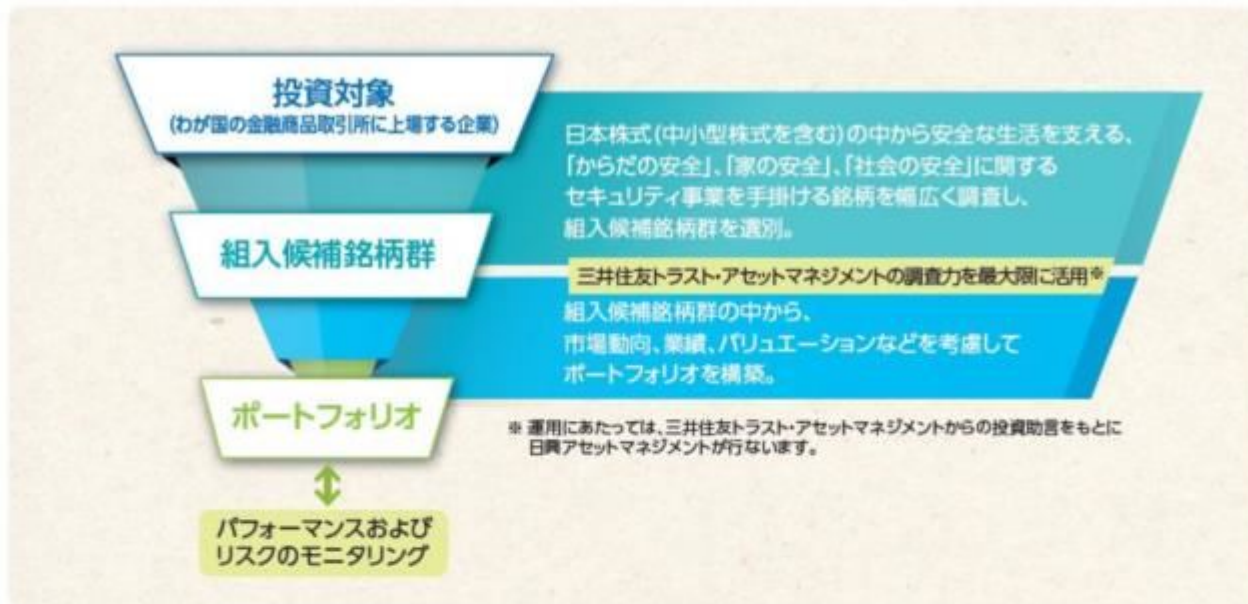 投資対象
(わが国の金融商品取引所に上場する企業)
日本株式(中小型株式を含む)の中から安全な生活を支える、
「からだの安全」、「家の安全」、「社会の安全」に関する
セキュリティ事業を手掛ける銘柄を幅広く調査し、
組入候補銘柄群を選別。
組入候補銘柄群
三井住友トラスト・アセットマネジメントの調査力を最大限に活用※
組入候補銘柄群の中から、
市場動向、業績、バリュエーションなどを考慮して
ポートフォリオを構築。
ポートフォリオ
※ 運用にあたっては、三井住友トラスト・アセットマネジメントからの投資助言をもとに
日興アセットマネジメントが行ないます。
パフォーマンスおよび
リスクのモニタリング